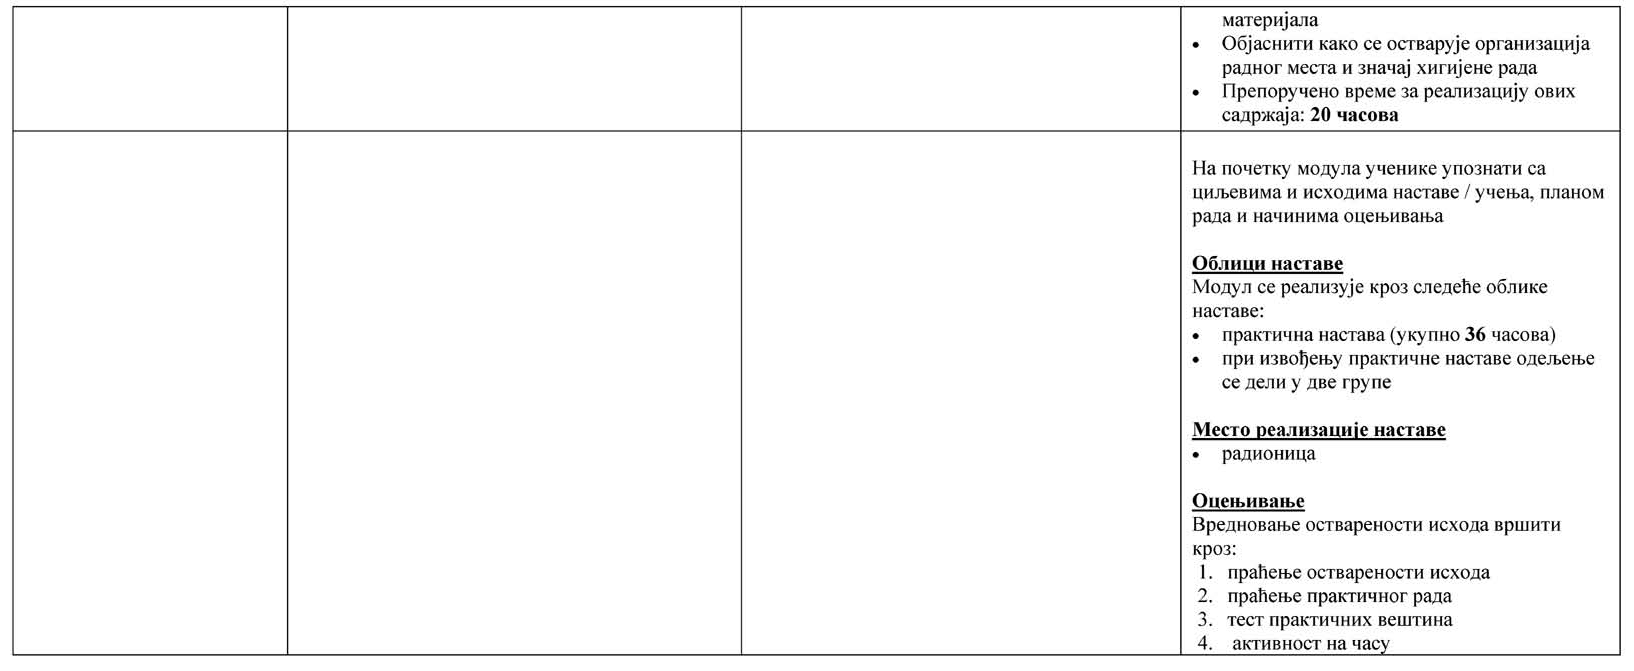 материјала
• Објаснити како се остварује организација
радног места и значај хигијене рада
• Препоручено време за реализацију ових
садржаја: 20 часова
На почетку модула ученике упознати са
циљевима и исходима наставе / учења, планом
рада и начинима оцењивања
Облици наставе
Модул се реализује кроз следеће облике
наставе:
• практична настава (укупно 36 часова)
• при извођењу практичне наставе одељење
се дели у две групе
Место реализације наставе
• радионица
Оцењивање
Вредновање остварености исхода вршити
кроз:
1. праћење остварености исхода
2. праћење практичног рада
3. тест практичних вештина
4. активност на часу